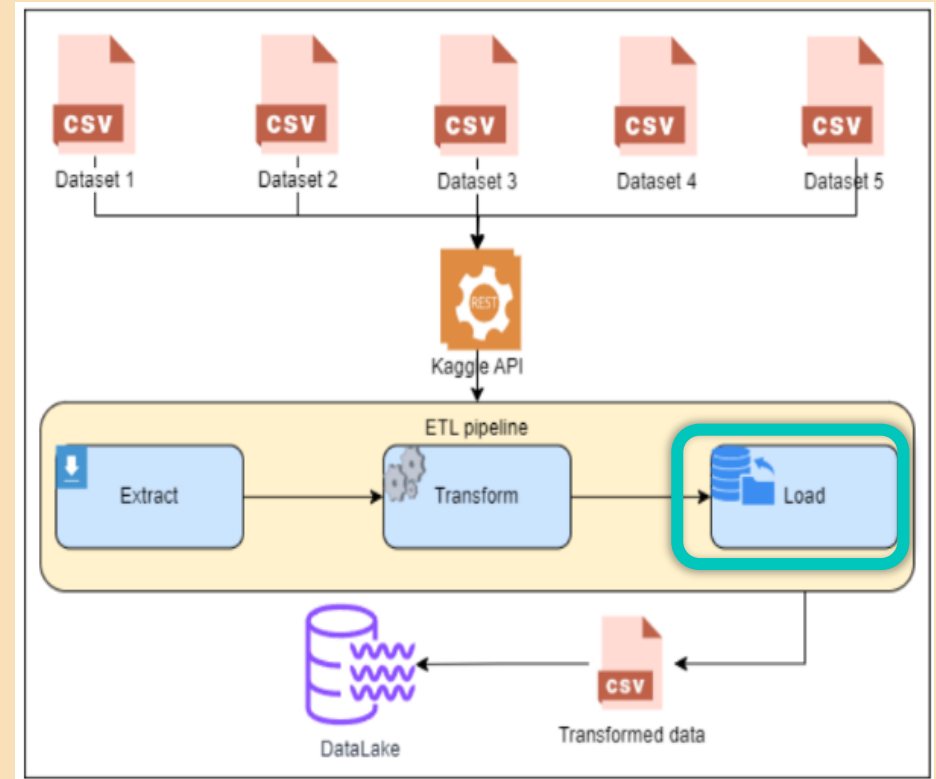 CSV
CSV
CSV
CSV
CSV
Dataset 1
Dataset 2
Dataset 3
Dataset 4
Dataset 5
REST
Kaggle API
ETL pipeline
Extract
Transform
Load
CSV
Transformed data
DataLake